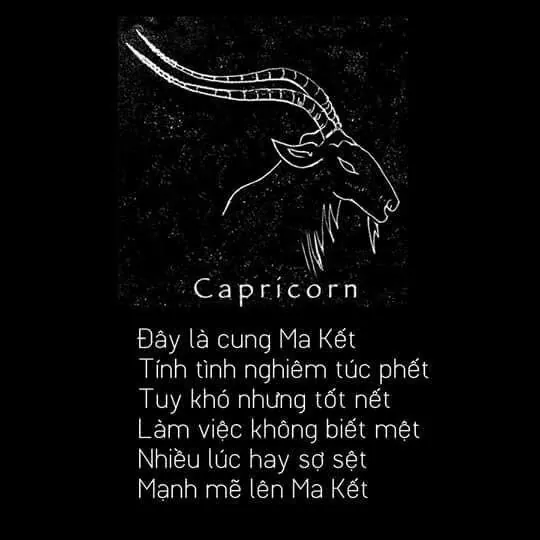 Capricorn
Đây là cung Ma Kết
Tính tình nghiêm túc phết
Tuy khó nhưng tốt nết
Làm việc không biết mệt
Nhiều lúc hay sợ sệt
Mạnh mẽ lên Ma Kết